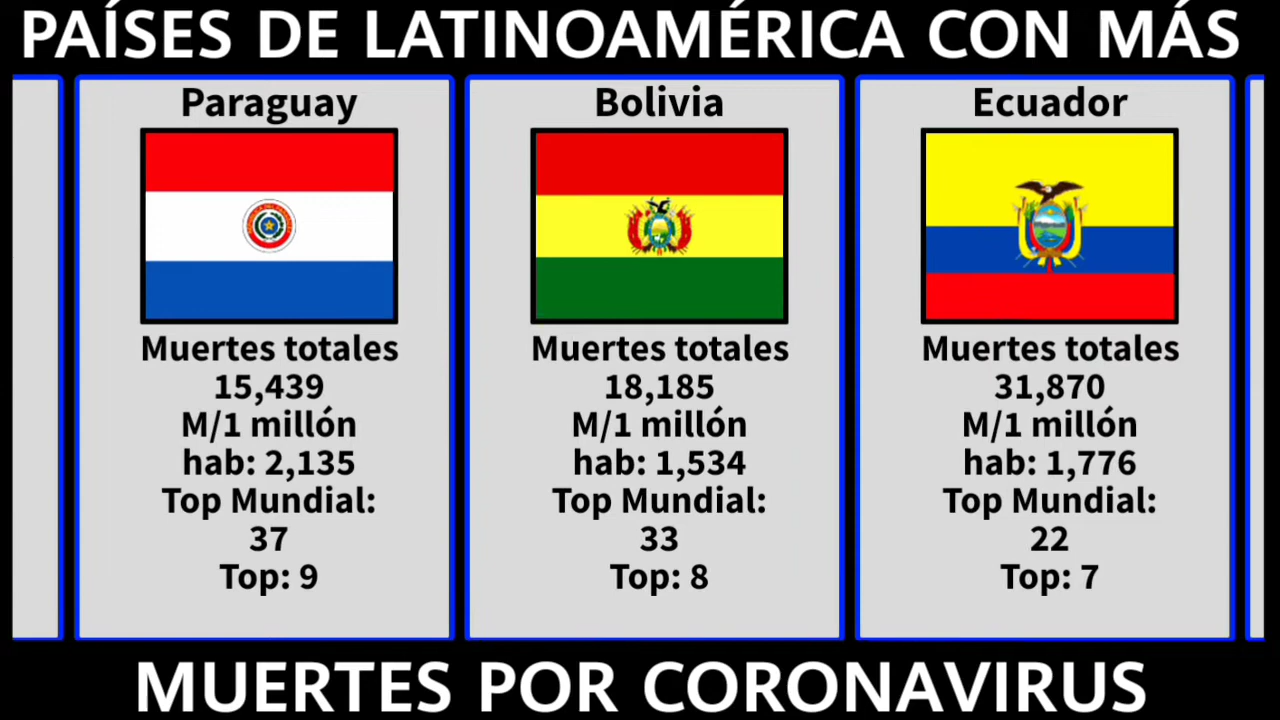 PAÍSES DE LATINOAMÉRICA CON MÁS
Paraguay
Muertes totales
15,439
M/1 millón
hab: 2,135
Top Mundial:
37
Top: 9
Bolivia
Muertes totales
18,185
M/1 millón
hab: 1,534
Top Mundial:
33
Top: 8
Ecuador
Muertes totales
31,870
M/1 millón
hab: 1,776
Top Mundial:
22
Top: 7
MUERTES POR CORONAVIRUS